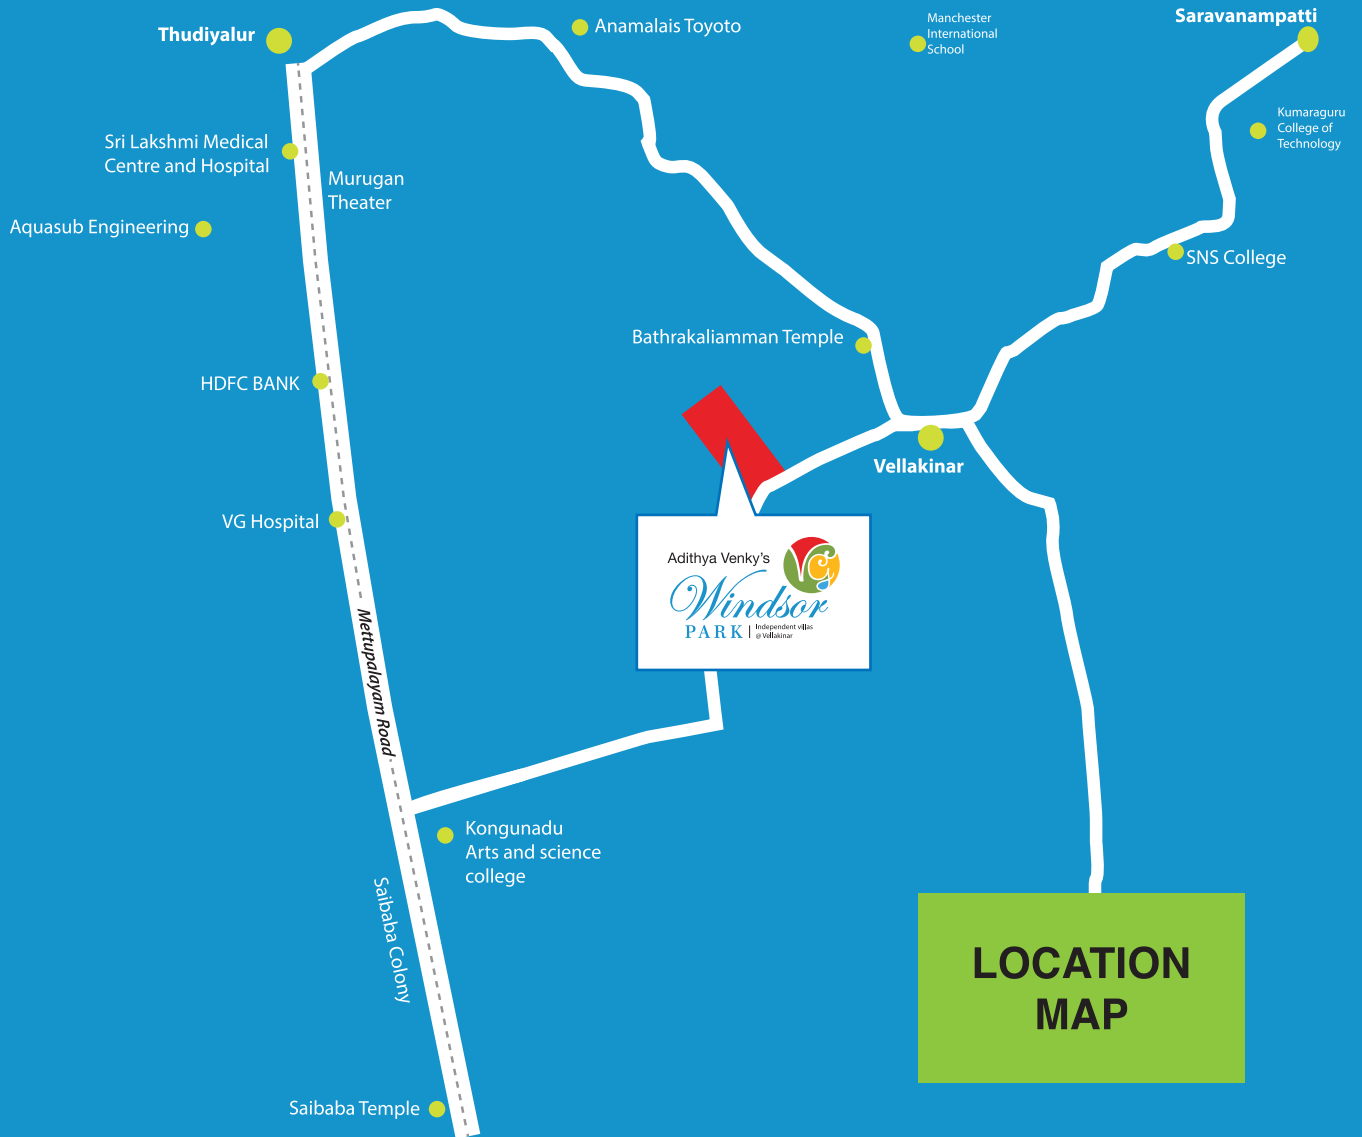 Thudiyalur
Anamalais Toyoto
Manchester
International
School
Saravanampatti
Kumaraguru
College of
Technology
Sri Lakshmi Medical
Centre and Hospital
Murugan
Theater
Aquasub Engineering
SNS College
Bathrakaliamman Temple
HDFC BANK
Vellakinar
VG Hospital
Adithya Venky's
VG
Windsor
PARK
Independent villas
@ Vellakinar
Mettupalayam Road
Kongunadu
Arts and science
college
Saibaba Colony
LOCATION
MAP
Saibaba Temple